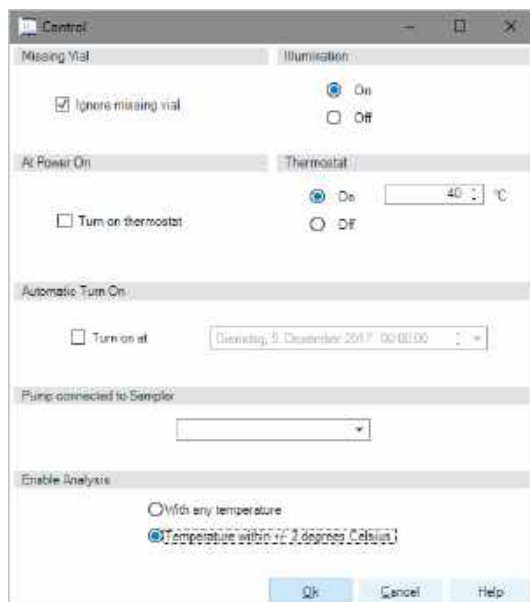 Control
Missing Vial
Illumination
Ignore missing vial
On
Off
At Power On
Thermostat
Turn on thermostat
On
40
°C
Off
Automatic Turn On
Turn on at
Dienstag, 5. Dezember 2017 00:00:00
Pump connected to Sampler
Enable Analysis
With any temperature
Temperature within +/- 2 degrees Celsius
Ok
Cancel
Help